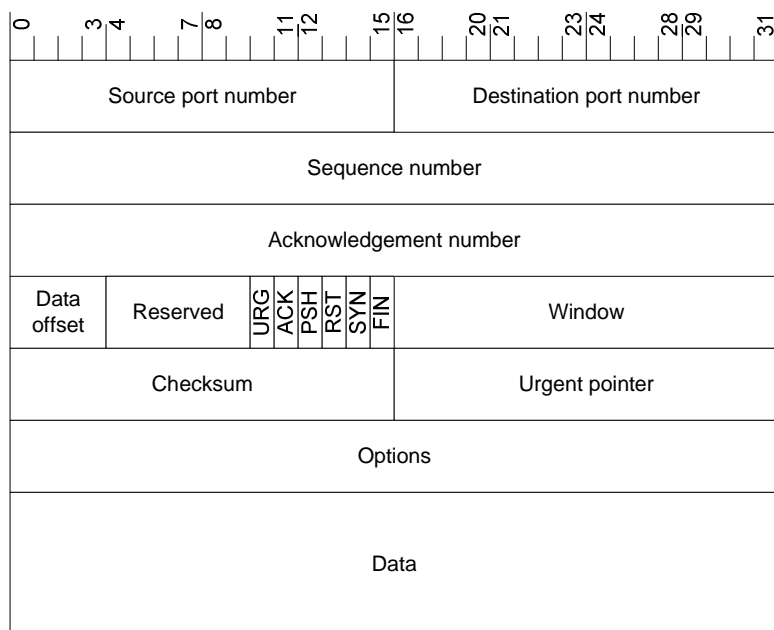 0 3 4 7 8 11 12 15 16 20 21 23 24 28 29 31
Source port number Destination port number
Sequence number
Acknowledgement number
Data offset Reserved URG ACK PSH RST SYN FIN Window
Checksum Urgent pointer
Options
Data